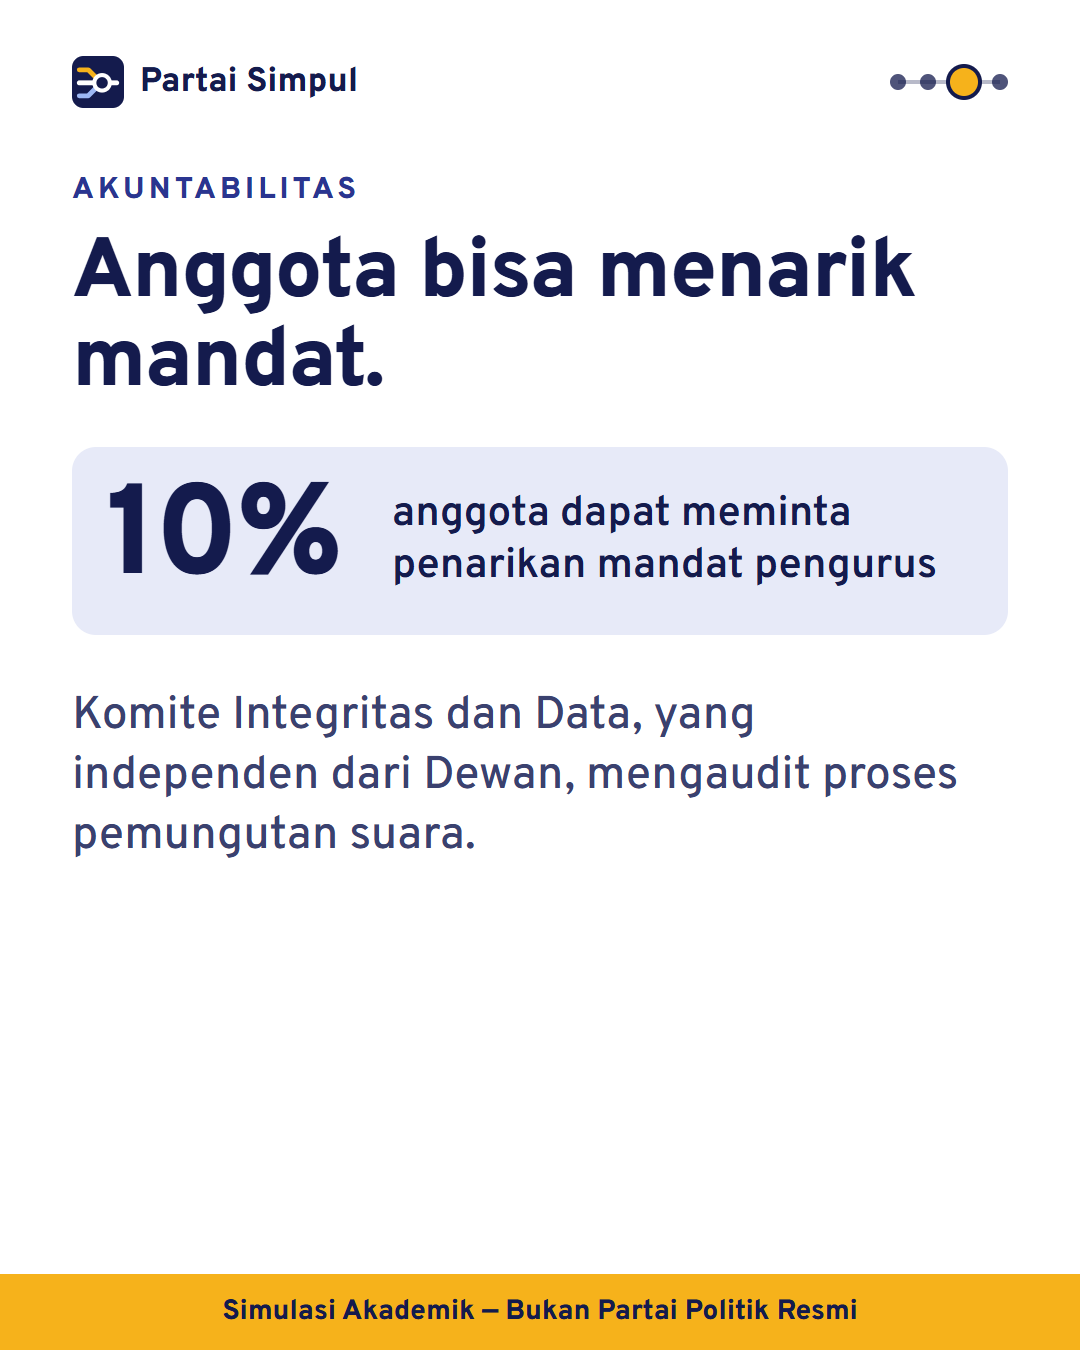 Partai Simpul
AKUNTABILITAS
Anggota bisa menarik
mandat.
10%
anggota dapat meminta
penarikan mandat pengurus
Komite Integritas dan Data, yang
independen dari Dewan, mengaudit proses
pemungutan suara.
Simulasi Akademik — Bukan Partai Politik Resmi